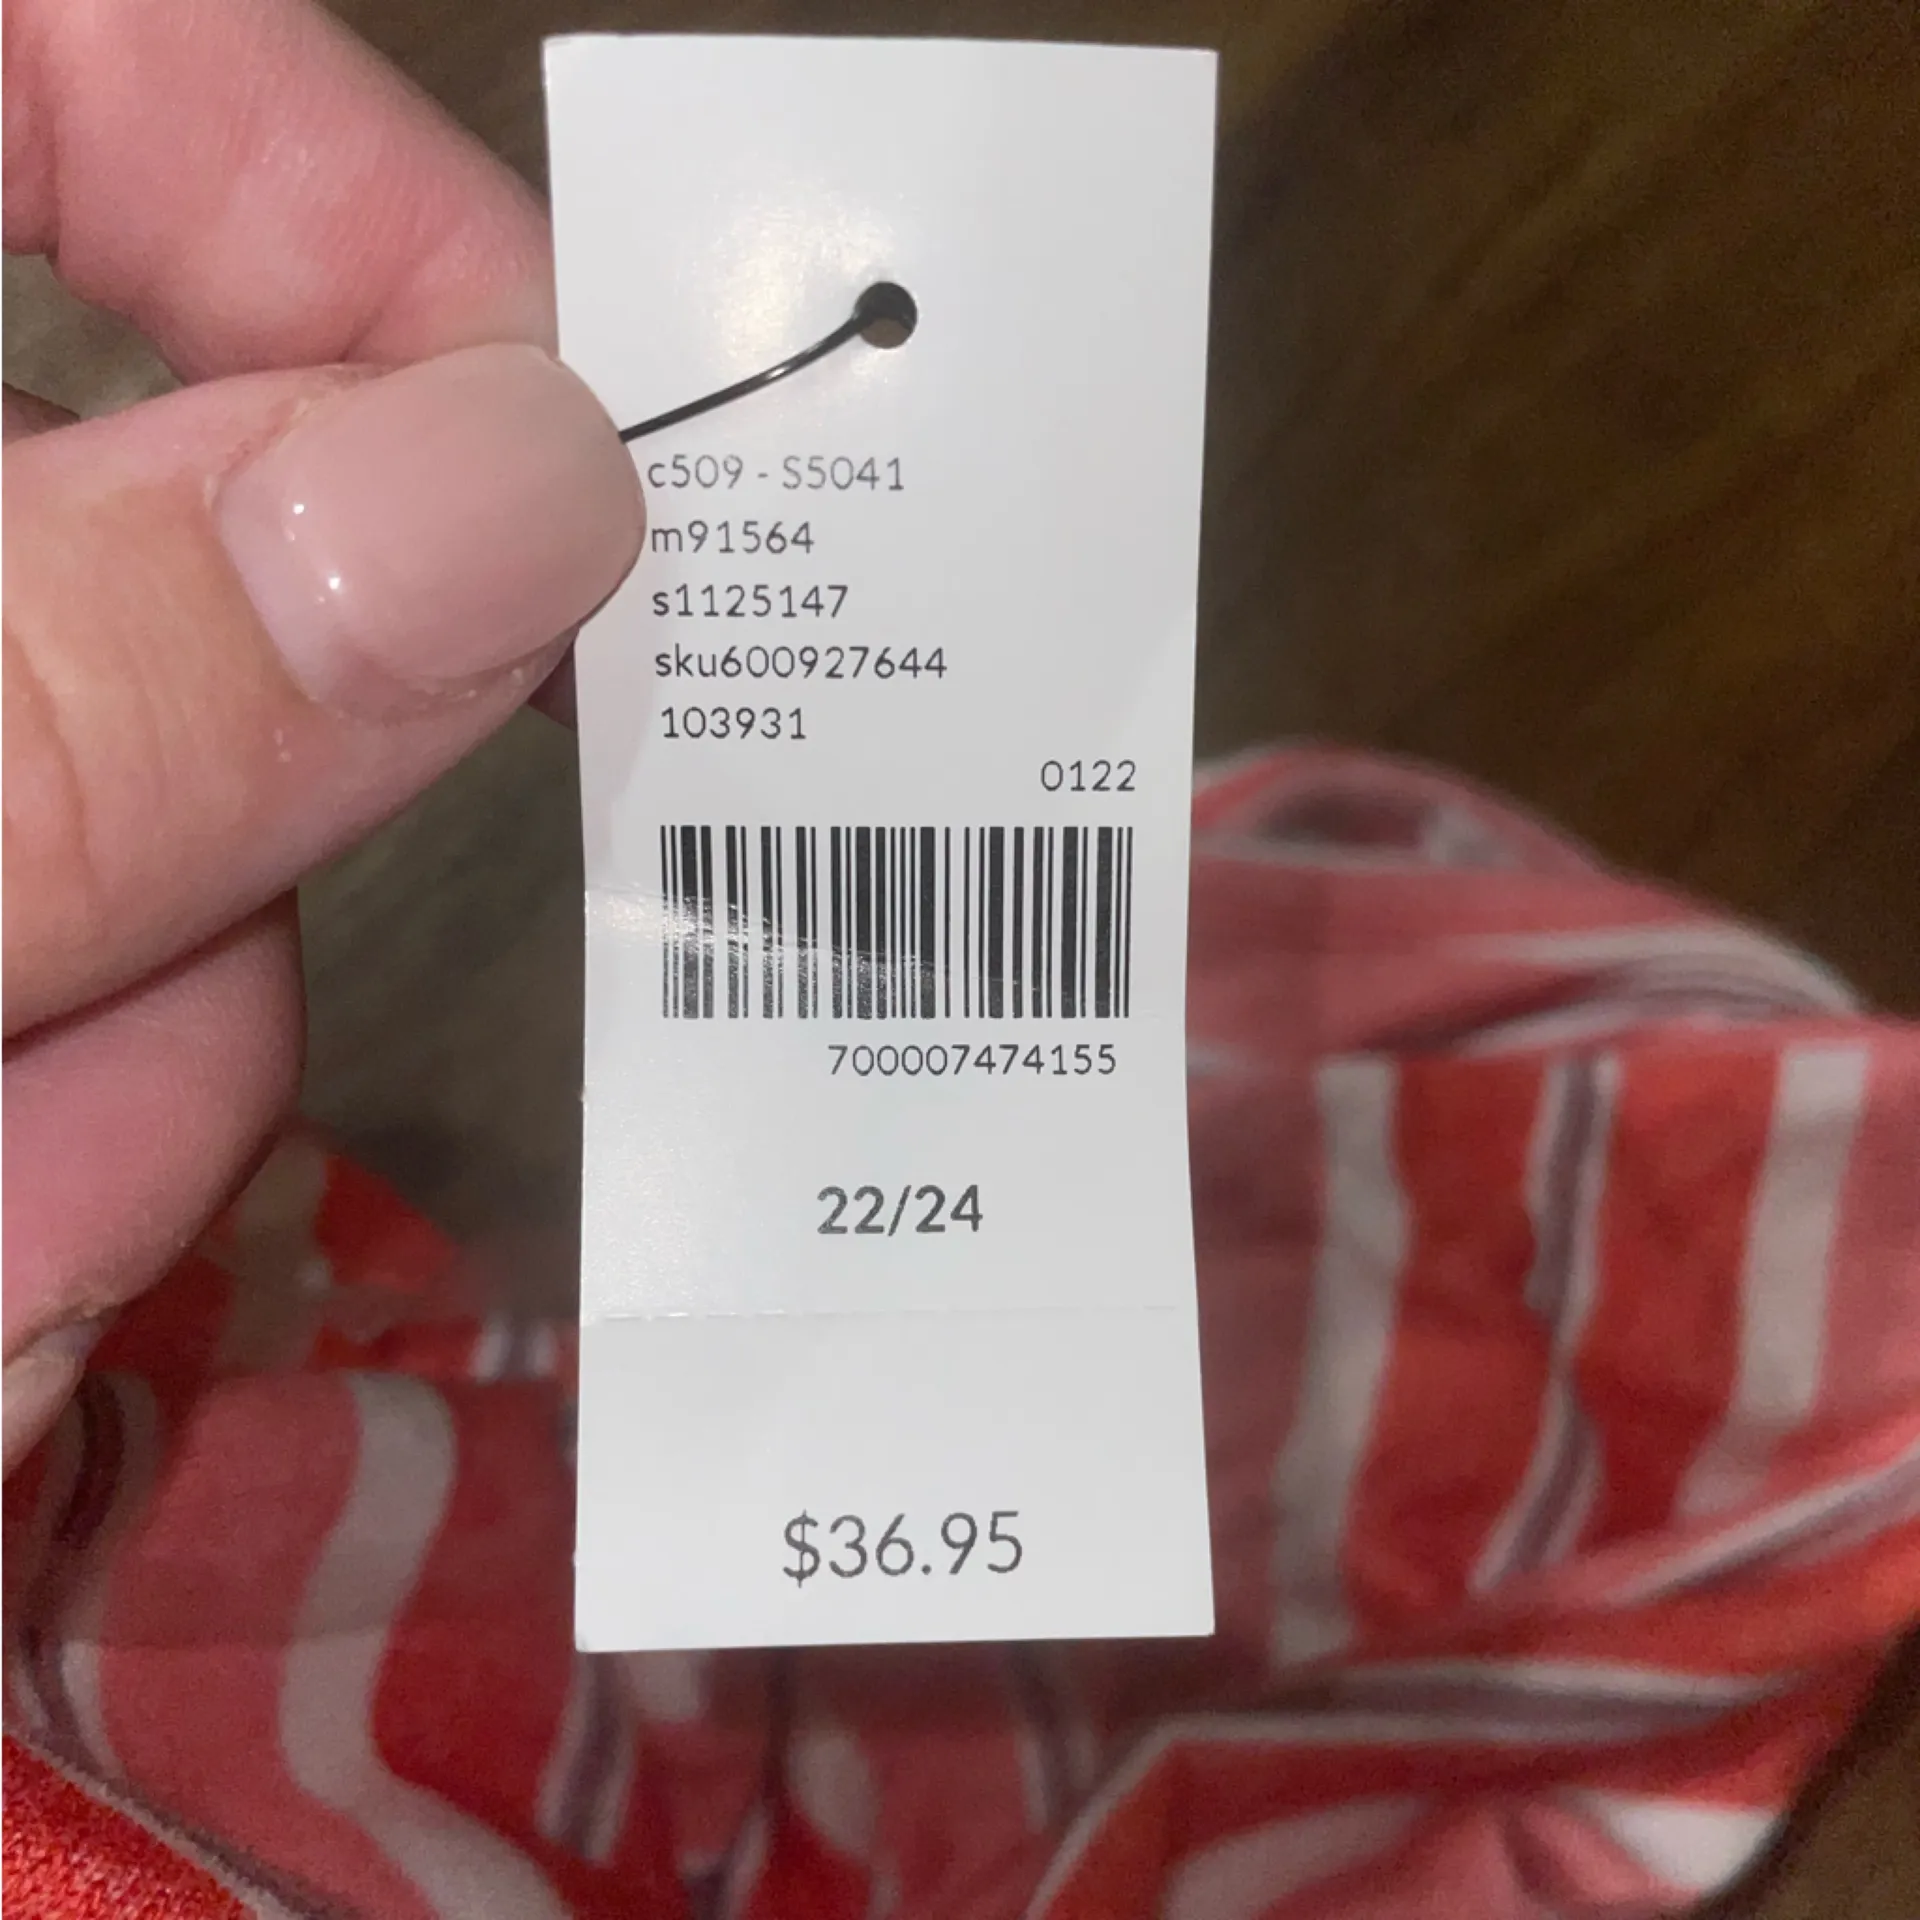 c509 - S5041
m91564
s1125147
sku600927644
103931
0122
700007474155
22/24
$36.95